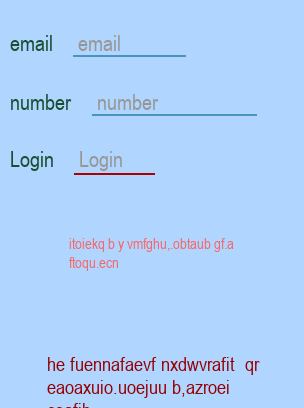 email email
number number
Login Login
itoiekq b y vmfghu,.obtaub gf.a
ftoqu.ecn
he fuennafaevf nxdwvrafit qr
eaoaxuio.uoejuu b,azroei